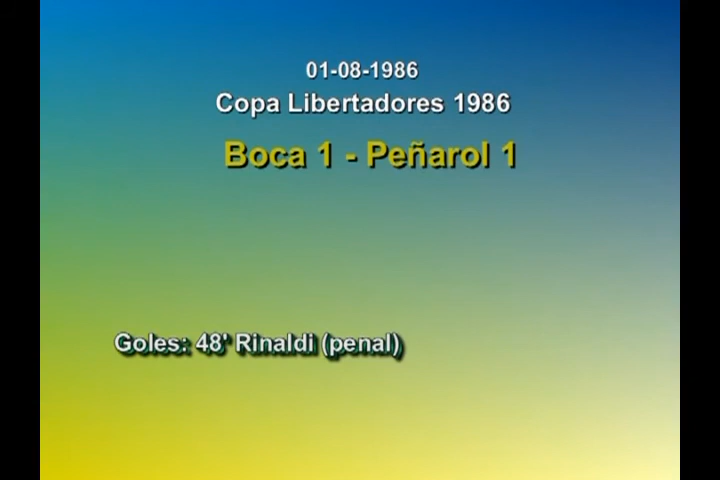 01-08-1986
Copa Libertadores 1986
Boca 1 - Peñarol 1
Goles: 48' Rinaldi (penal)